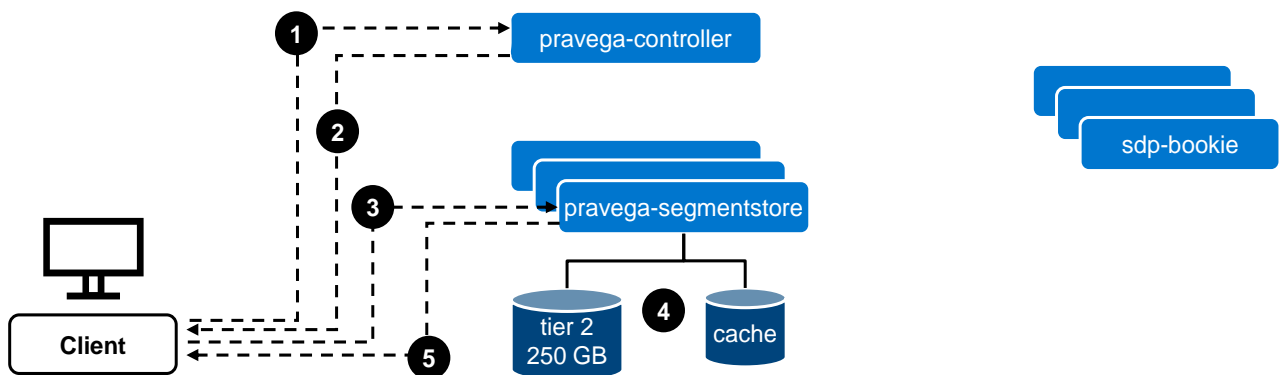 1
pravega-controller
2
sdp-bookie
3
pravega-segmentstore
4
tier 2
250 GB
cache
Client
5